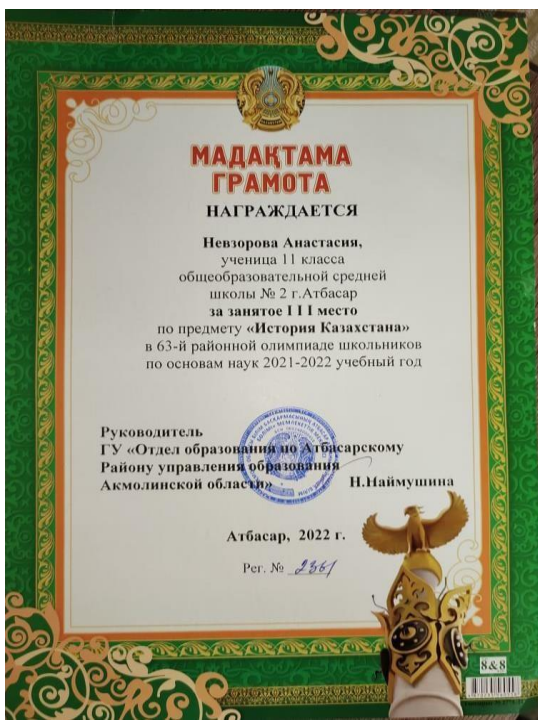 МАДАҚТАМА
ГРАМОТА
НАГРАЖДАЕТСЯ
Невзорова Анастасия,
ученица 11 класса
общеобразовательной средней
школы № 2 г.Атбасар
за занятое I I I место
по предмету «История Казахстана»
в 63-й районной олимпиаде школьников
по основам наук 2021-2022 учебный год
Руководитель
ГУ «Отдел образования по Атбасарскому
Району управления образования
Акмолинской области»
Н.Наймушина
Атбасар, 2022 г.
Рег. № 2361
8&8